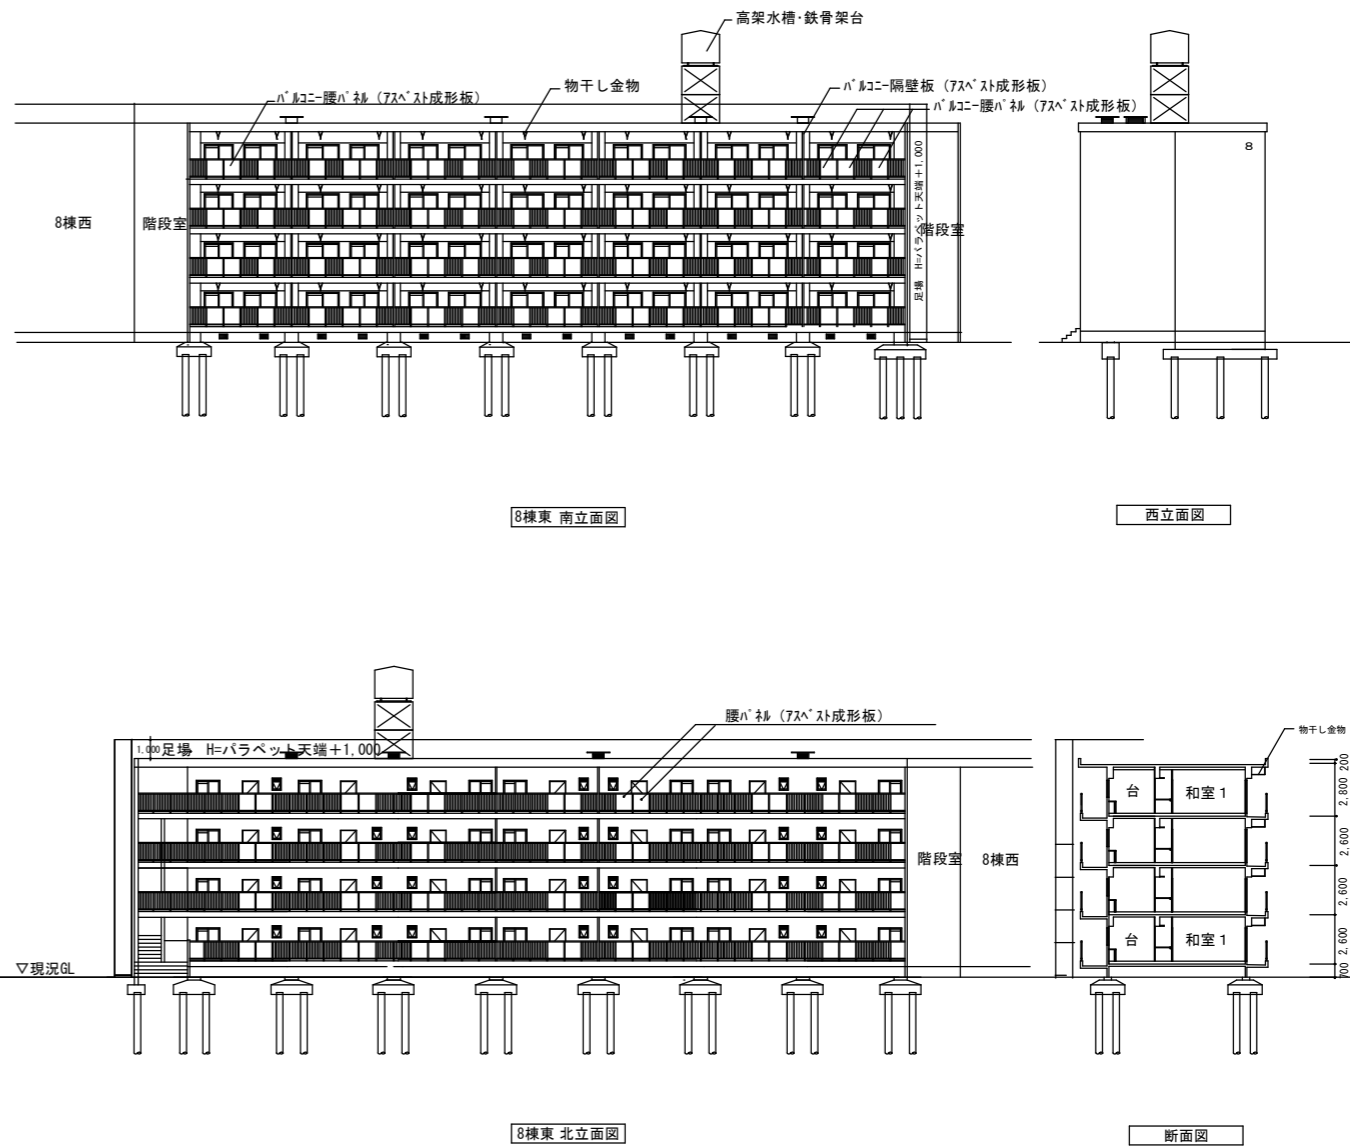 高架水槽･鉄骨架台
物干し金物
ﾊﾞﾙｺﾆｰ腰ﾊﾟﾈﾙ（ｱｽﾍﾞｽﾄ成形板）
ﾊﾞﾙｺﾆｰ隔壁板（ｱｽﾍﾞｽﾄ成形板）
ﾊﾞﾙｺﾆｰ腰ﾊﾟﾈﾙ（ｱｽﾍﾞｽﾄ成形板）
8
8棟西
階段室
足場　H=パラペット天端＋1,000
階段室
8棟東 南立面図
西立面図
腰ﾊﾟﾈﾙ（ｱｽﾍﾞｽﾄ成形板）
1,000
足場　H=パラペット天端＋1,000
物干し金物
200
台
和室1
2,800
2,600
階段室
8棟西
2,600
台
和室1
2,600
▽現況GL
700
8棟東 北立面図
断面図